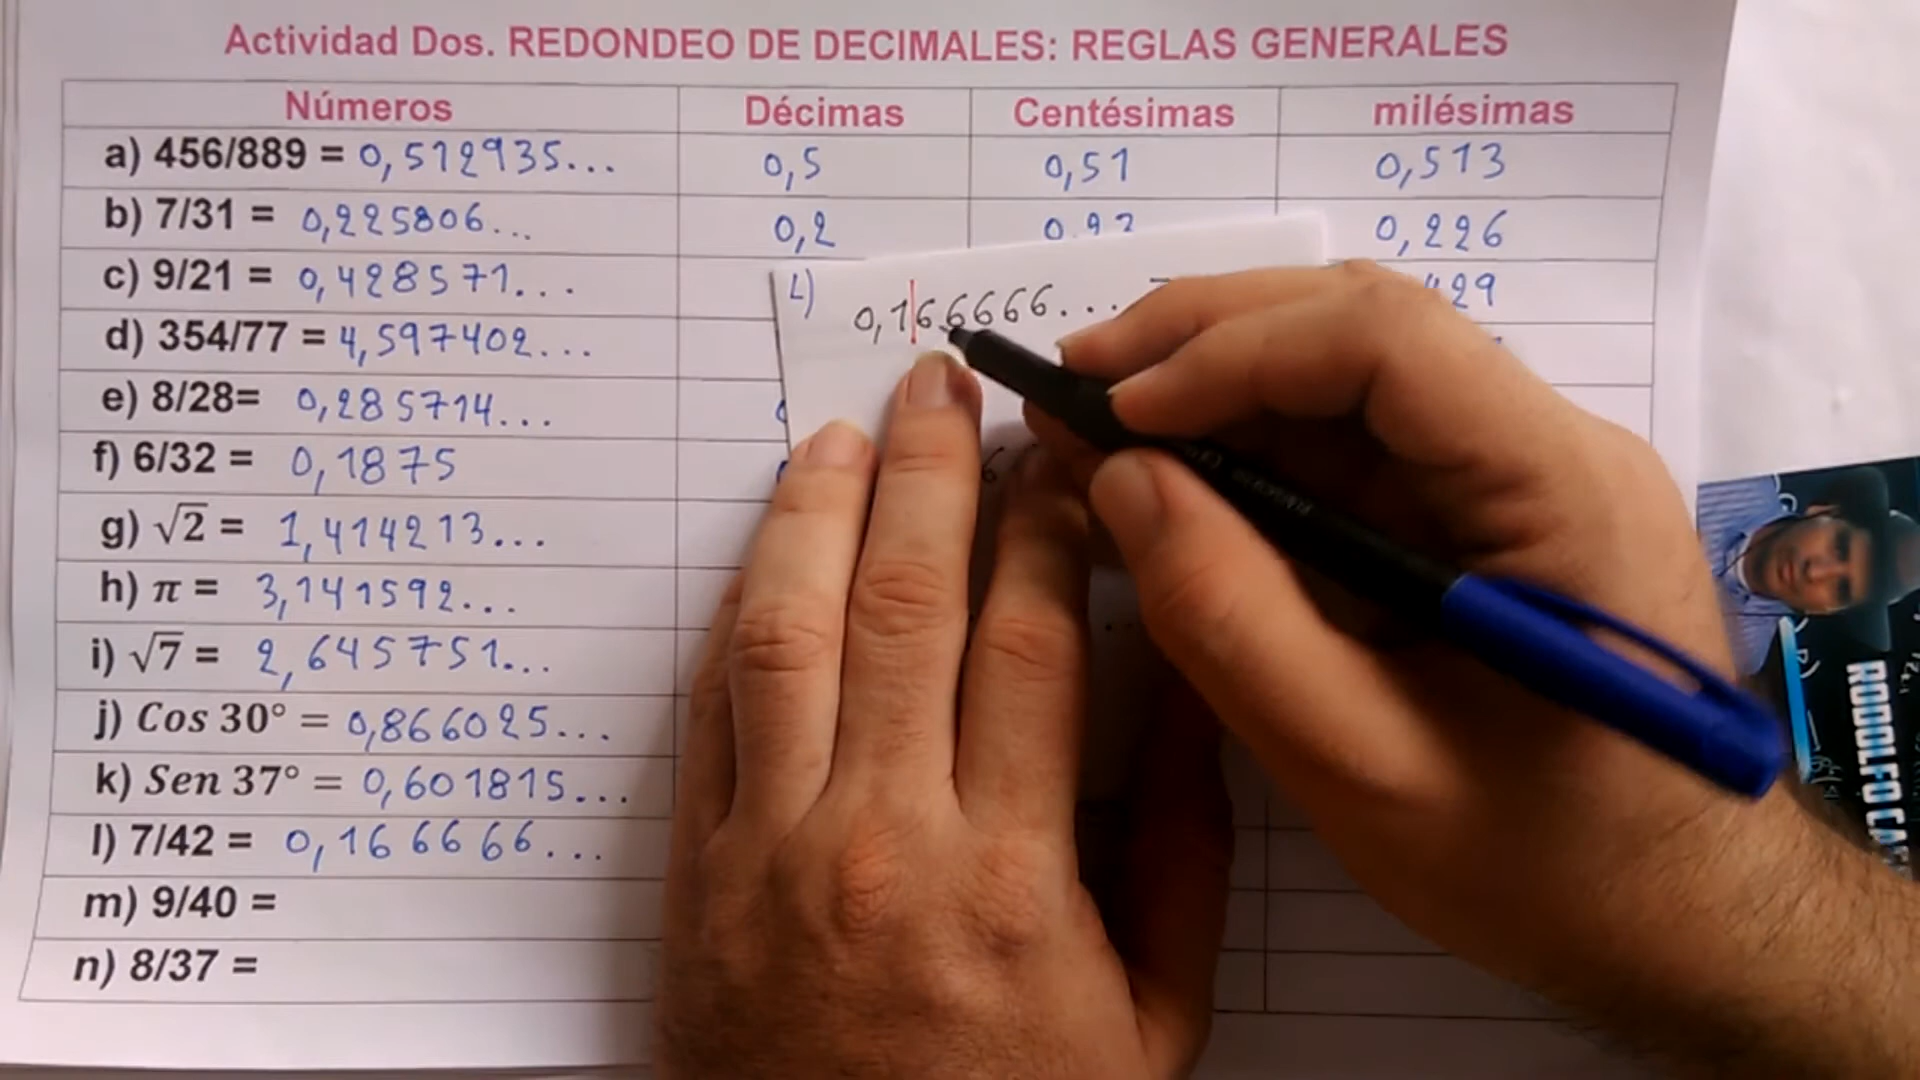 Actividad Dos. REDONDEO DE DECIMALES: REGLAS GENERALES
Números Décimas Centésimas milésimas
a) 456/889 = 0,512935... 0,5 0,51 0,513
b) 7/31 = 0,225806... 0,2 0,226
c) 9/21 = 0,428571... 29
L) 0,166666...
d) 354/77 = 4,597402...
e) 8/28= 0,285714...
f) 6/32 = 0,1875
g) √2 = 1,414213...
h) π = 3,141592...
i) √7 = 2,645751...
j) Cos 30° = 0,866025...
k) Sen 37° = 0,601815...
l) 7/42 = 0,166666...
m) 9/40 =
n) 8/37 =
RODOLFO